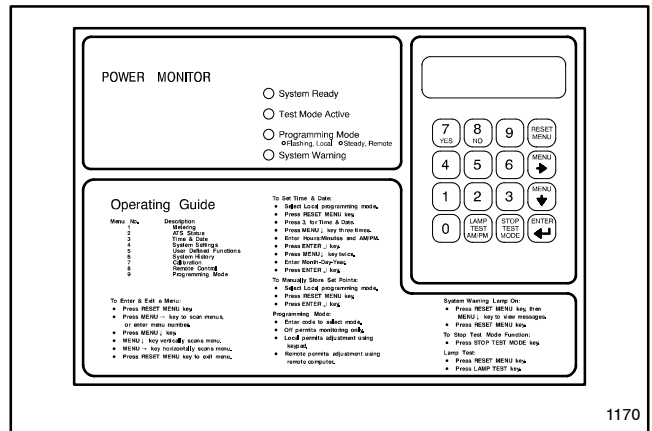 POWER MONITOR
System Ready
Test Mode Active
Programming Mode
Flashing, Local Steady, Remote
System Warning
7
YES
8
NO
9
RESET
MENU
4
5
6
MENU
→
1
2
3
MENU
↓
0
LAMP
TEST
AM/PM
STOP
TEST
MODE
ENTER
↵
Operating Guide
Menu No. Description
1 Metering
2 ATS Status
3 Time & Date
4 System Settings
5 User Defined Functions
6 System History
7 Calibration
8 Remote Control
9 Programming Mode
To Enter & Exit a Menu:
• Press RESET MENU key.
• Press MENU → key to scan menus,
or enter menu number.
• Press MENU ↓ key.
• MENU ↓ key vertically scans menu.
• MENU → key horizontally scans menu.
• Press RESET MENU key to exit menu.
To Set Time & Date:
• Select Local programming mode.
• Press RESET MENU key.
• Press 3, for Time & Date.
• Press MENU ↓ key three times.
• Enter Hours:Minutes and AM/PM.
• Press ENTER ↵ key.
• Press MENU ↓ key twice.
• Enter Month-Day-Year.
• Press ENTER ↵ key.
To Manually Store Set Points:
• Select Local programming mode.
• Press RESET MENU key.
• Press ENTER ↵ key.
Programming Mode:
• Enter code to select mode.
• Off permits monitoring only.
• Local permits adjustment using
keypad.
• Remote permits adjustment using
remote computer.
System Warning Lamp On:
• Press RESET MENU key, then
MENU ↓ key to view messages.
• Press RESET MENU key.
To Stop Test Mode Function:
• Press STOP TEST MODE key.
Lamp Test:
• Press RESET MENU key.
• Press LAMP TEST key.
1170